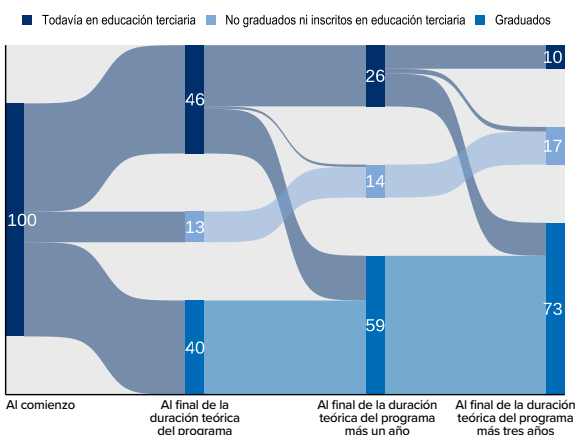 Todavía en educación terciaria No graduados ni inscritos en educación terciaria Graduados
100
46
13
40
26
14
59
10
17
73
Al comienzo
Al final de la
duración teórica
del programa
Al final de la duración
teórica del programa
más un año
Al final de la duración
teórica del programa
más tres años